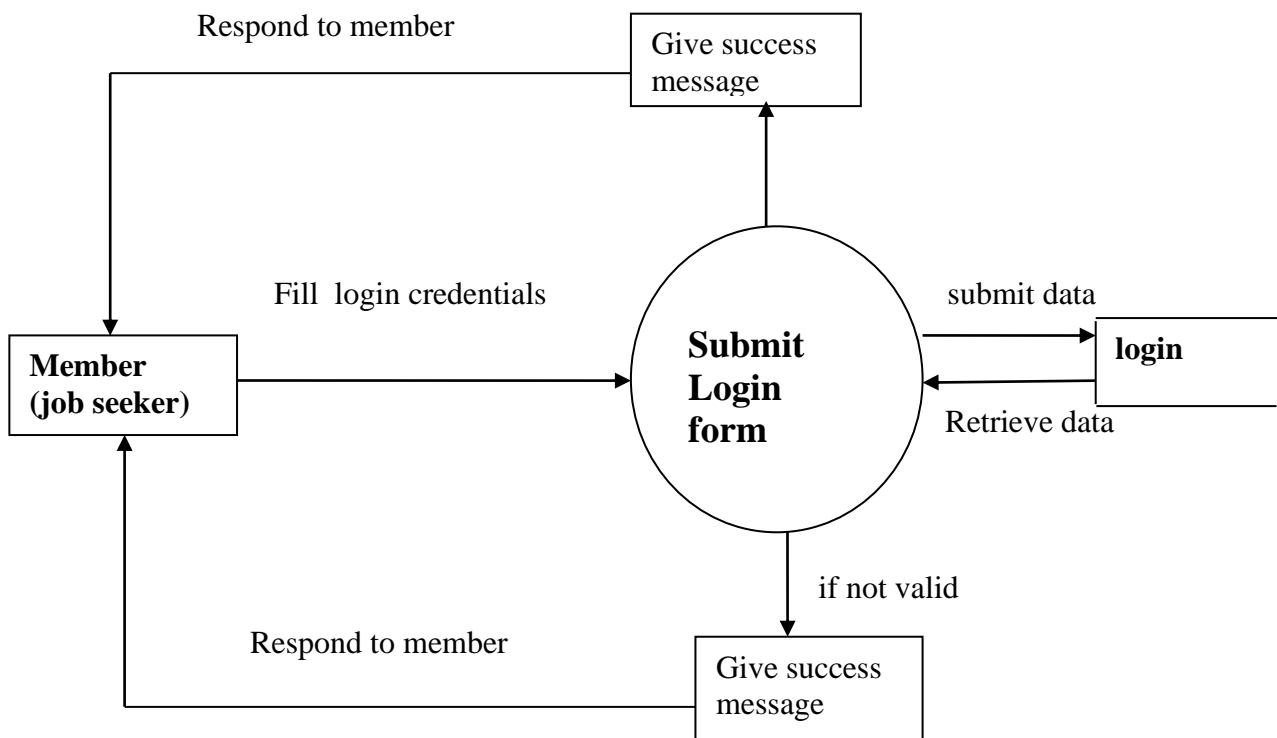 Respond to member
Give success
message
Fill login credentials
submit data
Member
(job seeker)
Submit
Login
form
login
Retrieve data
if not valid
Respond to member
Give success
message